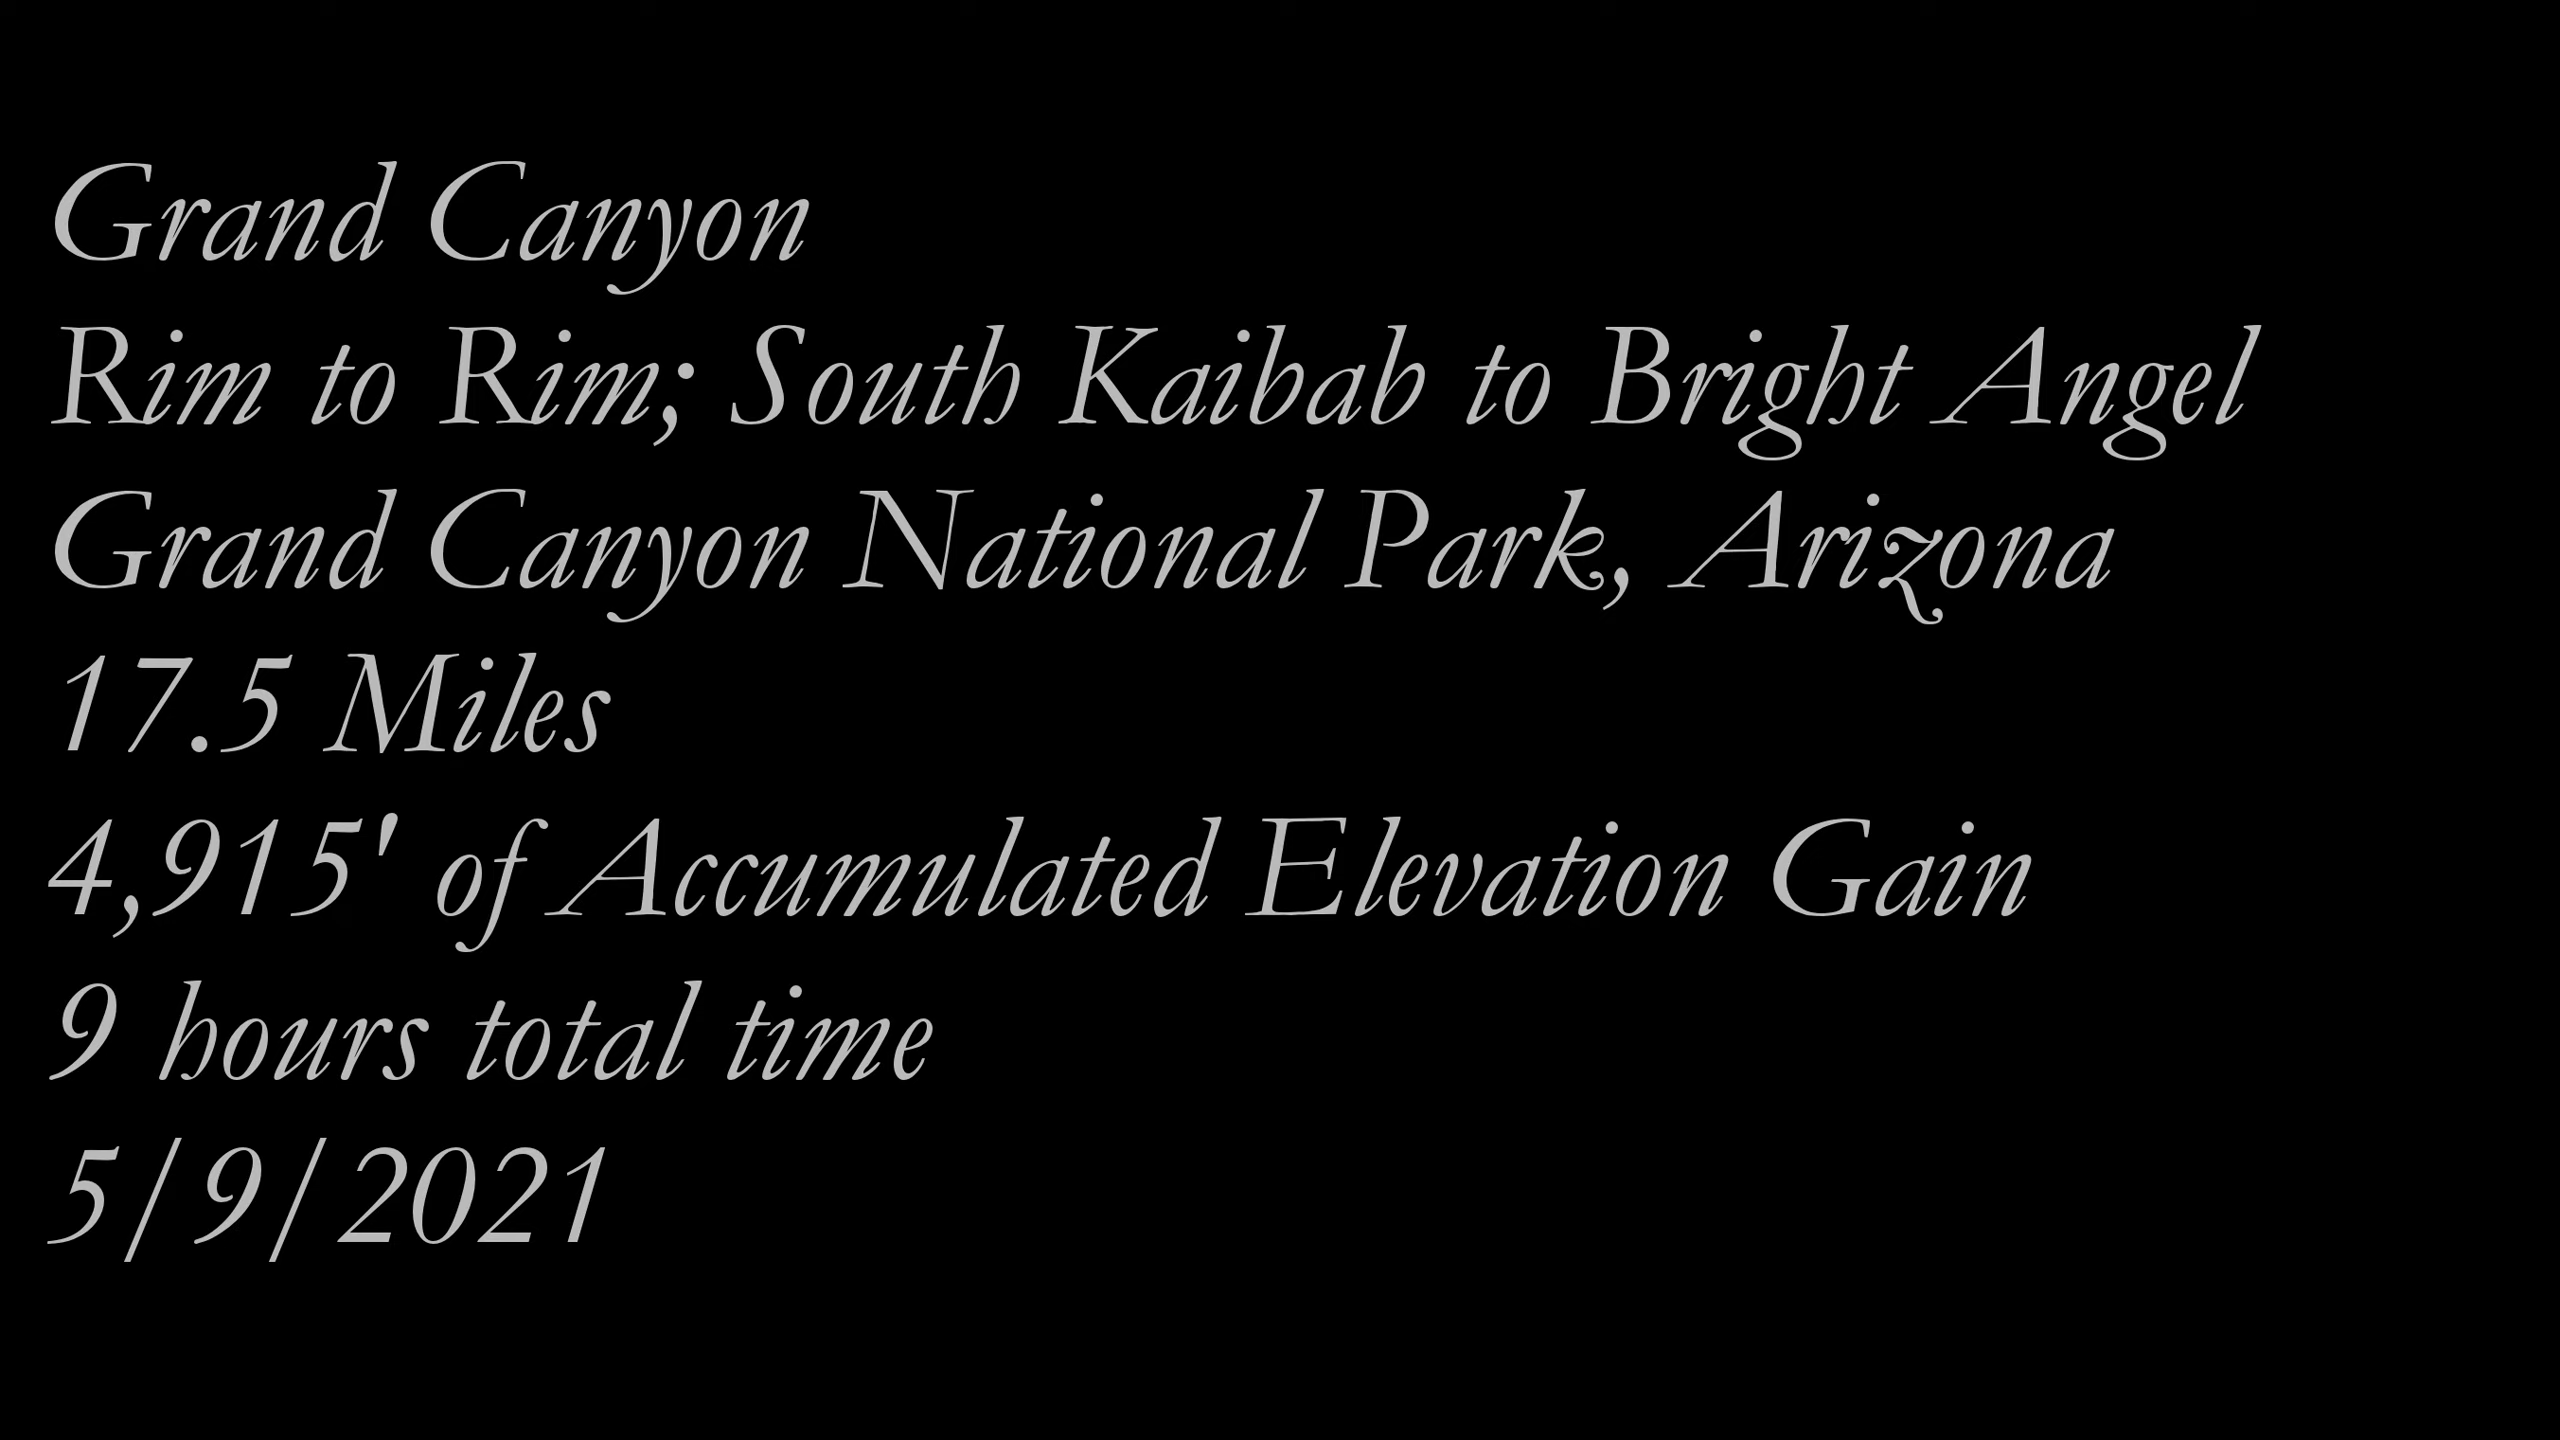 Grand Canyon
Rim to Rim; South Kaibab to Bright Angel
Grand Canyon National Park, Arizona
17.5 Miles
4,915' of Accumulated Elevation Gain
9 hours total time
5/9/2021